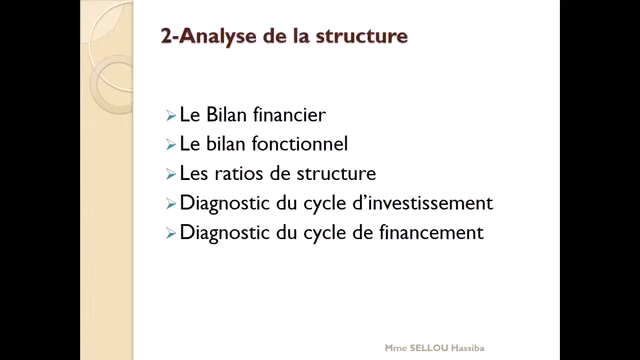 2-Analyse de la structure
Le Bilan financier
Le bilan fonctionnel
Les ratios de structure
Diagnostic du cycle d'investissement
Diagnostic du cycle de financement
Mme SELLOU Hassiba